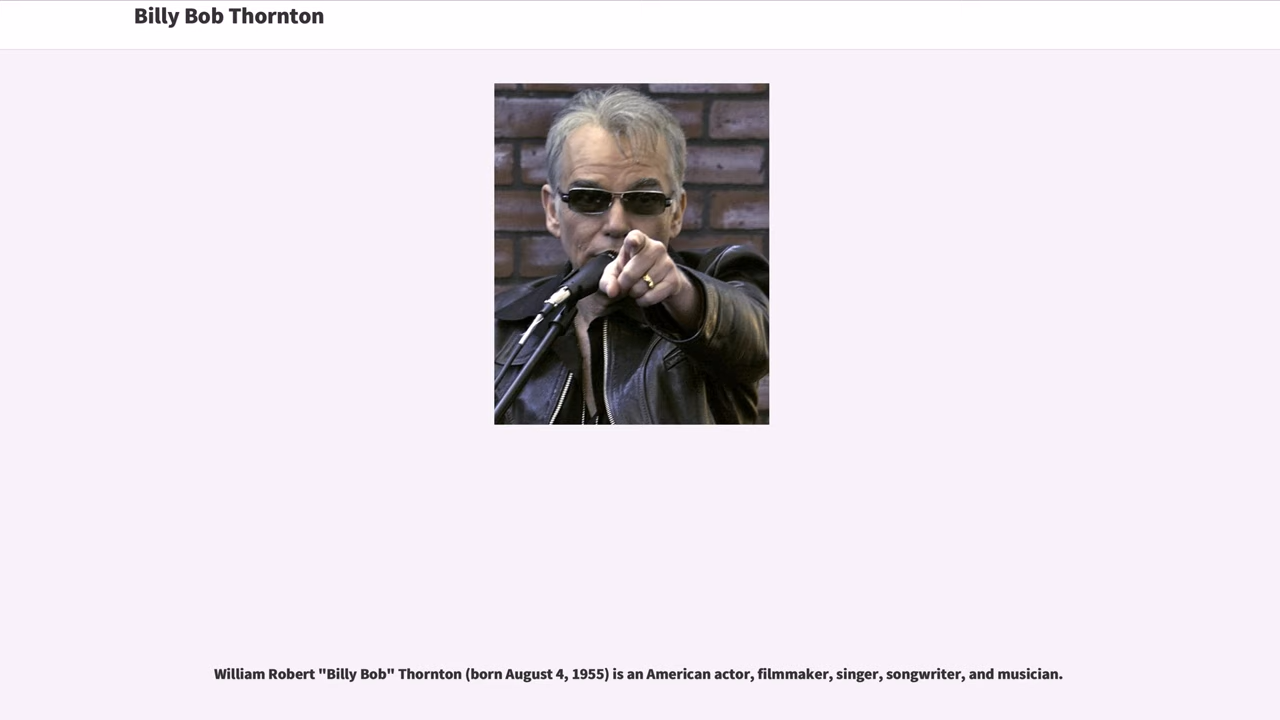 Billy Bob Thornton
William Robert "Billy Bob" Thornton (born August 4, 1955) is an American actor, filmmaker, singer, songwriter, and musician.